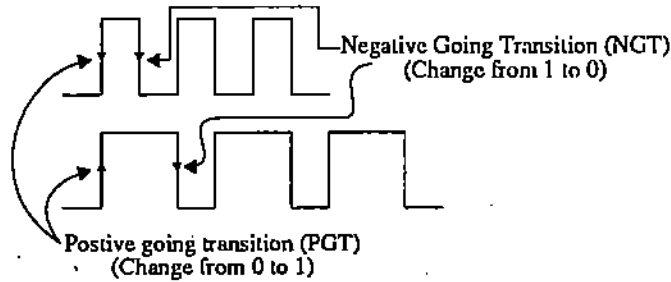 Negative Going Transition (NGT)
(Change from 1 to 0)
Postive going transition (PGT)
(Change from 0 to 1)